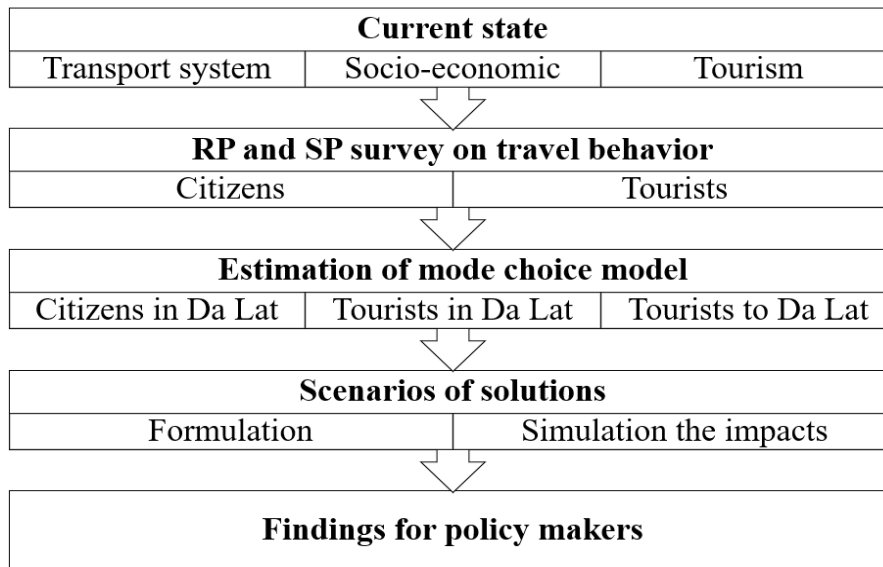 Current state
Transport system Socio-economic Tourism
RP and SP survey on travel behavior
Citizens Tourists
Estimation of mode choice model
Citizens in Da Lat Tourists in Da Lat Tourists to Da Lat
Scenarios of solutions
Formulation Simulation the impacts
Findings for policy makers